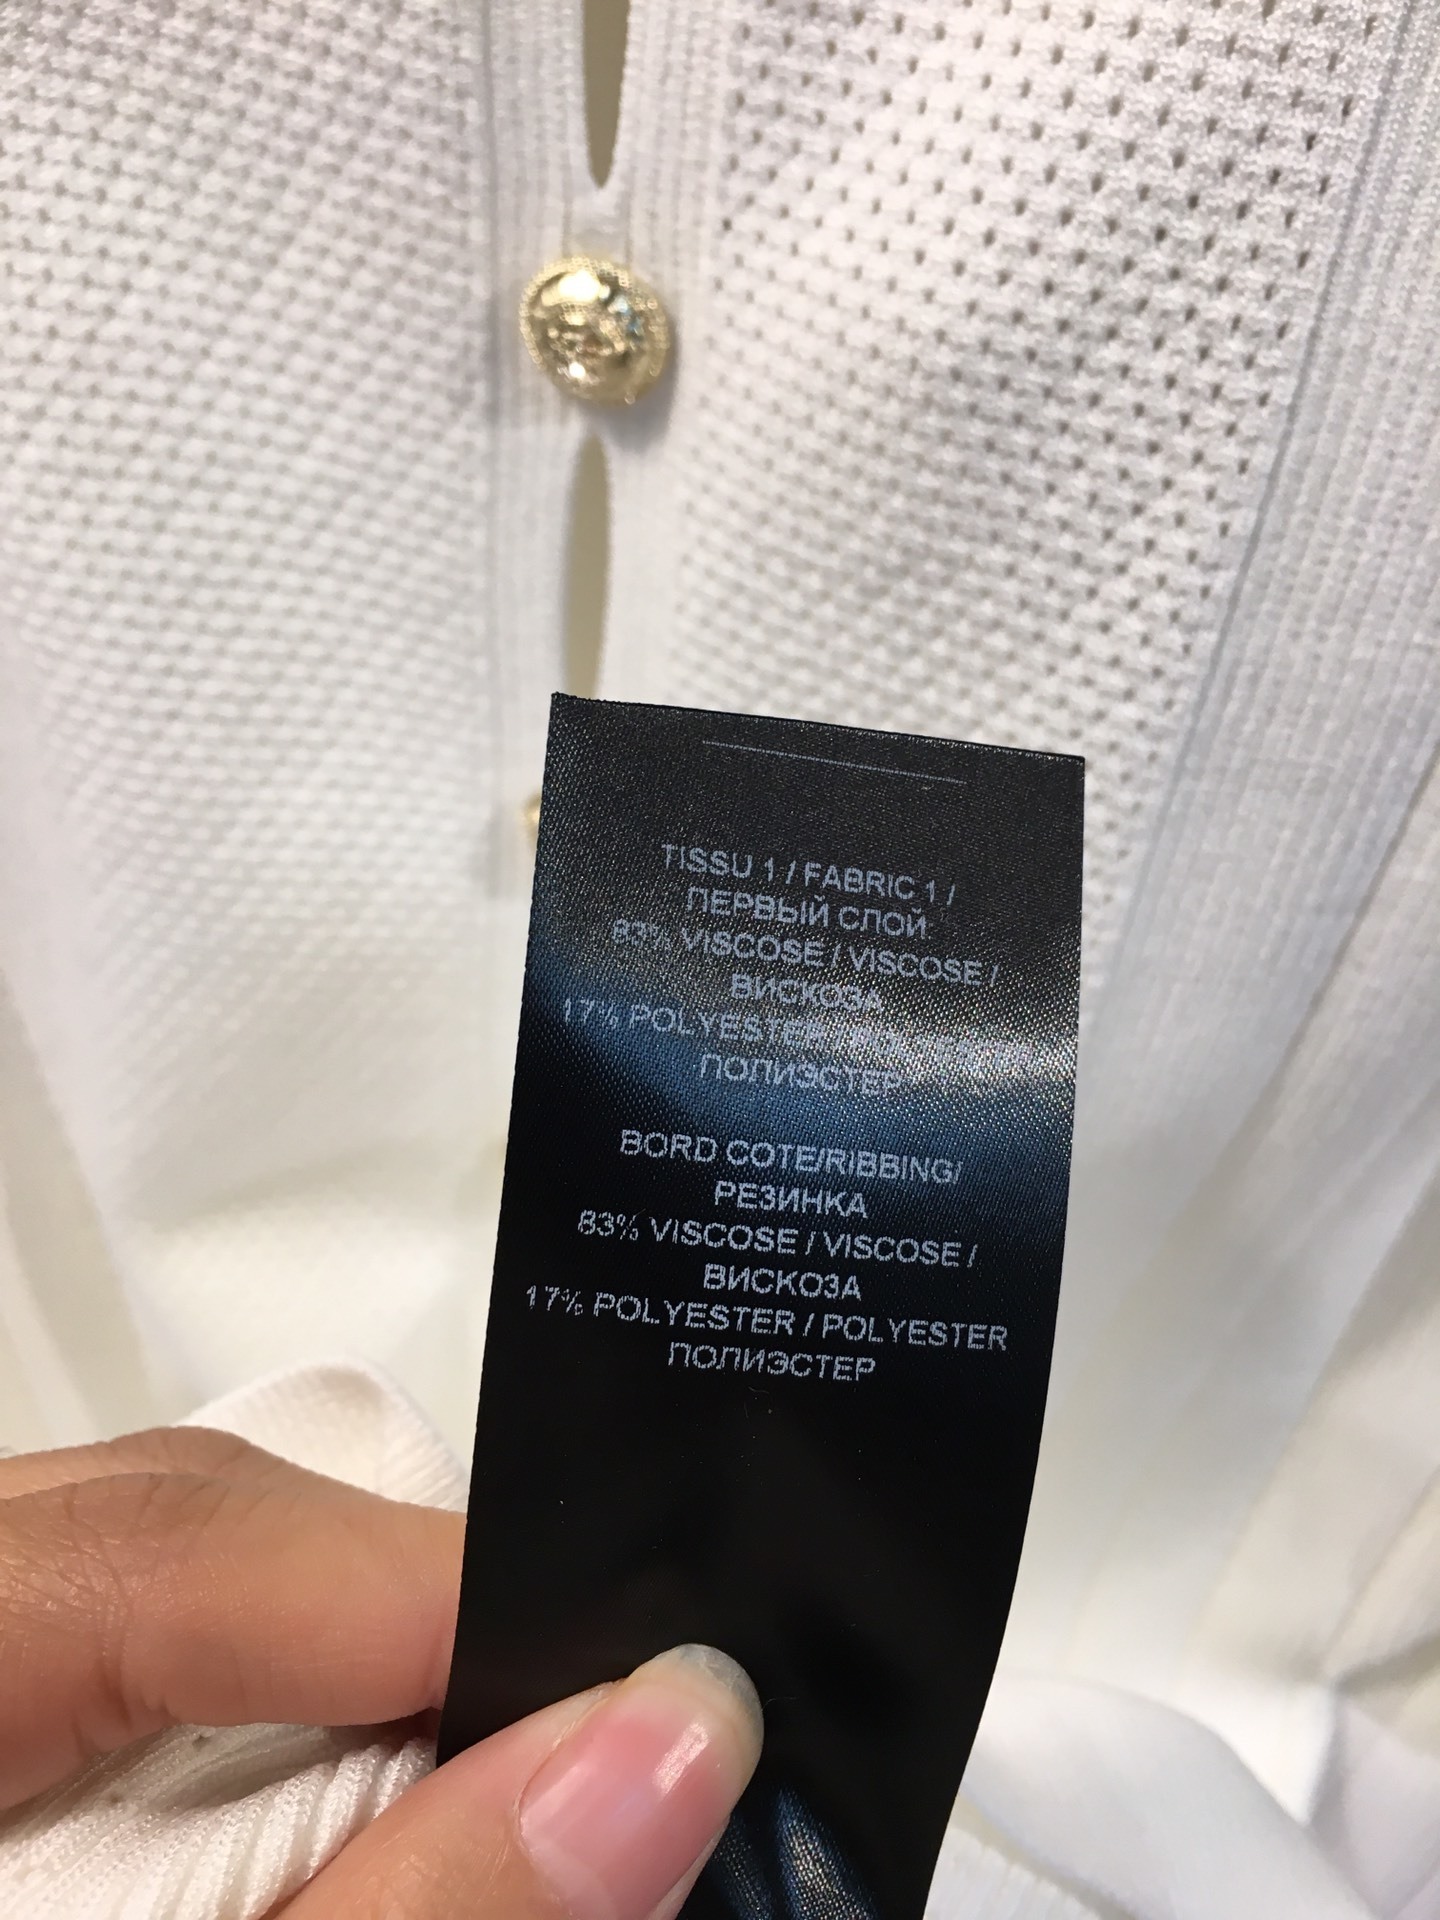 TISSU 1 / FABRIC 1 /
ПЕРВЫЙ СЛОЙ
83% VISCOSE / VISCOSE /
ВИСКОЗА
17% POLYESTER / POLYESTER
ПОЛИЭСТЕР
BORD COTE/RIBBING/
РЕЗИНКА
83% VISCOSE / VISCOSE /
ВИСКОЗА
17% POLYESTER / POLYESTER
ПОЛИЭСТЕР